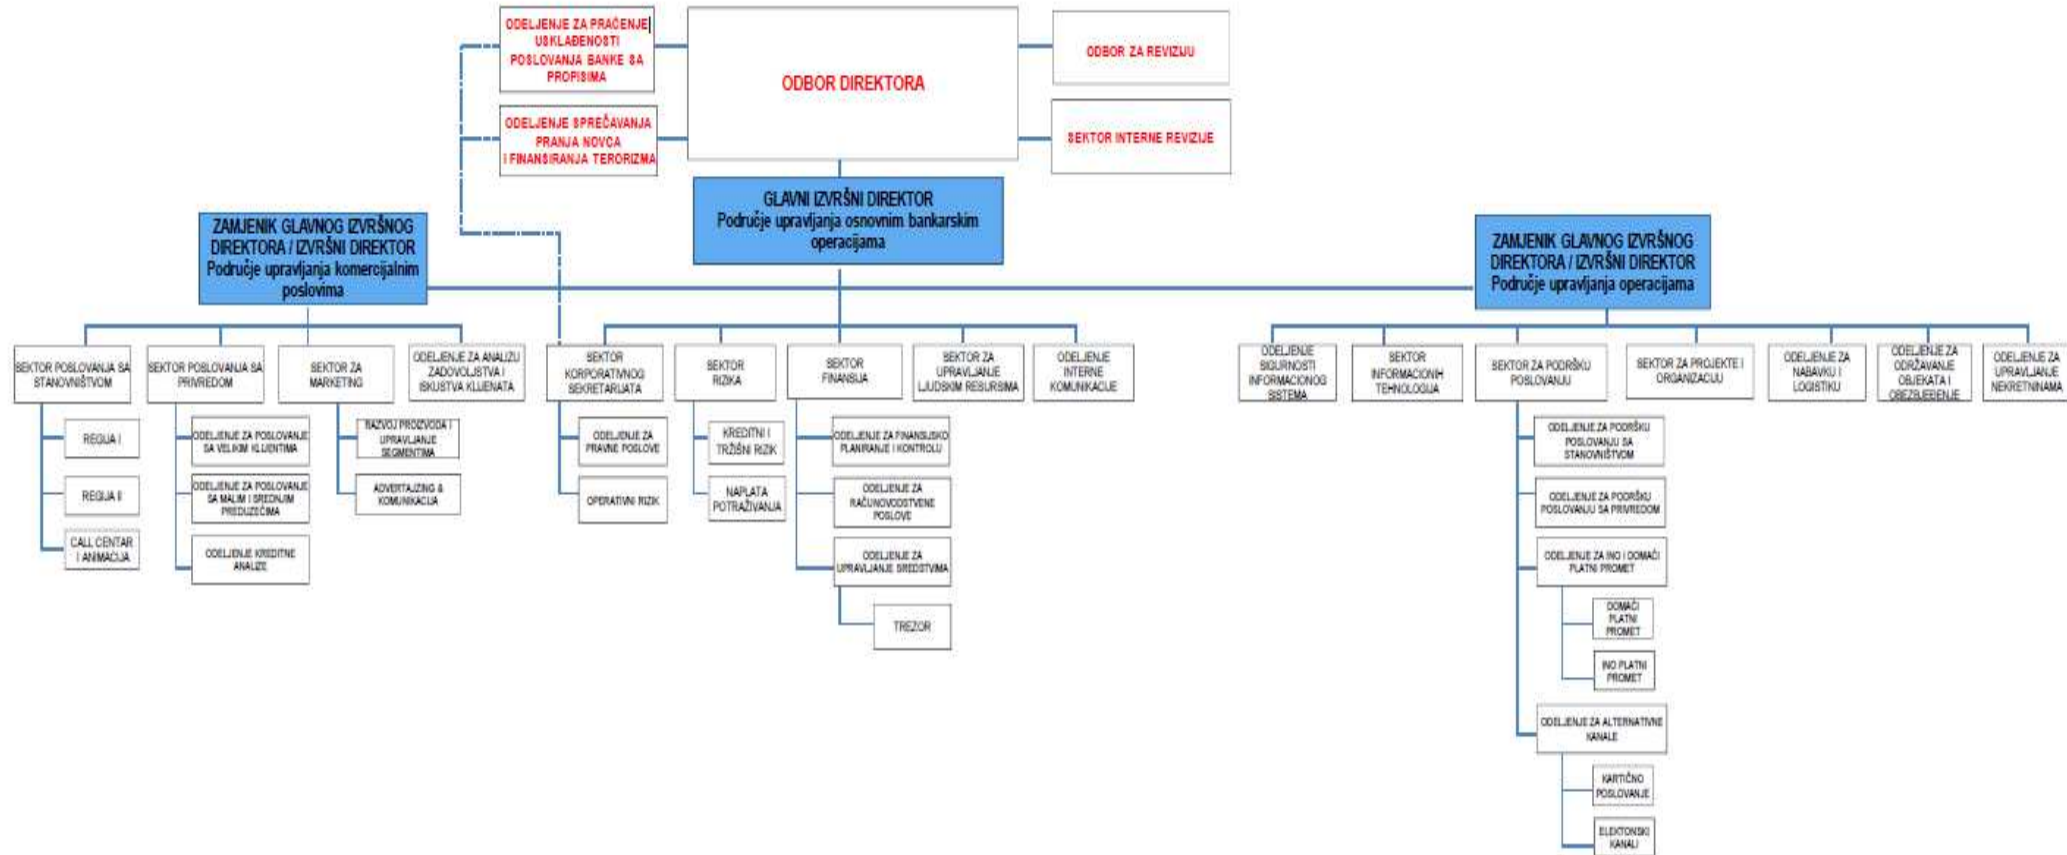 ODELJENJE ZA PRAĆENJE
USKLAĐENOSTI
POSLOVANJA BANKE SA
PROPISIMA
ODBOR DIREKTORA
ODBOR ZA REVIZIJU
ODELJENJE SPREČAVANJA
PRANJA NOVCA
I FINANSIRANJA TERORIZMA
SEKTOR INTERNE REVIZIJE
GLAVNI IZVRŠNI DIREKTOR
Područje upravljanja osnovnim bankarskim
operacijama
ZAMJENIK GLAVNOG IZVRŠNOG
DIREKTORA / IZVRŠNI DIREKTOR
Područje upravljanja komercijalnim
poslovima
ZAMJENIK GLAVNOG IZVRŠNOG
DIREKTORA / IZVRŠNI DIREKTOR
Područje upravljanja operacijama
SEKTOR POSLOVANJA SA
STANOVNIŠTVOM
SEKTOR POSLOVANJA SA
PRIVREDOM
SEKTOR ZA
MARKETING
ODELJENJE ZA ANALIZU
ZADOVOLJSTVA I
ISKUSTVA KLIJENATA
SEKTOR
KORPORATIVNOG
SEKRETARIJATA
SEKTOR
RIZIKA
SEKTOR
FINANSIJA
SEKTOR ZA
UPRAVLJANJE
LJUDSKIM RESURSIMA
ODELJENJE
INTERNE
KOMUNIKACIJE
ODELJENJE
SIGURNOSTI
INFORMACIONOG
SISTEMA
SEKTOR
INFORMACIONIH
TEHNOLOGIJA
SEKTOR ZA PODRŠKU
POSLOVANJU
SEKTOR ZA PROJEKTE I
ORGANIZACIJU
ODELJENJE ZA
NABAVKU I
LOGISTIKU
ODELJENJE ZA
ODRŽAVANJE
OBJEKATA I
OBEZBJEĐENJE
ODELJENJE ZA
UPRAVLJANJE
NEKRETNINAMA
REGIJA I
REGIJA II
CALL CENTAR
I ANIMACIJA
ODELJENJE ZA POSLOVANJE
SA VELIKIM KLIJENTIMA
ODELJENJE ZA POSLOVANJE
SA MALIM I SREDNJIM
PREDUZEĆIMA
ODELJENJE KREDITNE
ANALIZE
RAZVOJ PROIZVODA I
UPRAVLJANJE
SEGMENTIMA
ADVERTAJZING &
KOMUNIKACIJA
ODELJENJE ZA
PRAVNE POSLOVE
OPERATIVNI RIZIK
KREDITNI I
TRŽIŠNI RIZIK
NAPLATA
POTRAŽIVANJA
ODELJENJE ZA FINANSIJSKO
PLANIRANJE I KONTROLU
ODELJENJE ZA
RAČUNOVODSTVENE
POSLOVE
ODELJENJE ZA
UPRAVLJANJE SREDSTVIMA
TREZOR
ODELJENJE ZA PODRŠKU
POSLOVANJU SA
STANOVNIŠTVOM
ODELJENJE ZA PODRŠKU
POSLOVANJU SA PRIVREDOM
ODELJENJE ZA INO I DOMAĆI
PLATNI PROMET
DOMAĆI
PLATNI
PROMET
INO PLATNI
PROMET
ODELJENJE ZA ALTERNATIVNE
KANALE
KARTIČNO
POSLOVANJE
ELEKTONSKI
KANALI